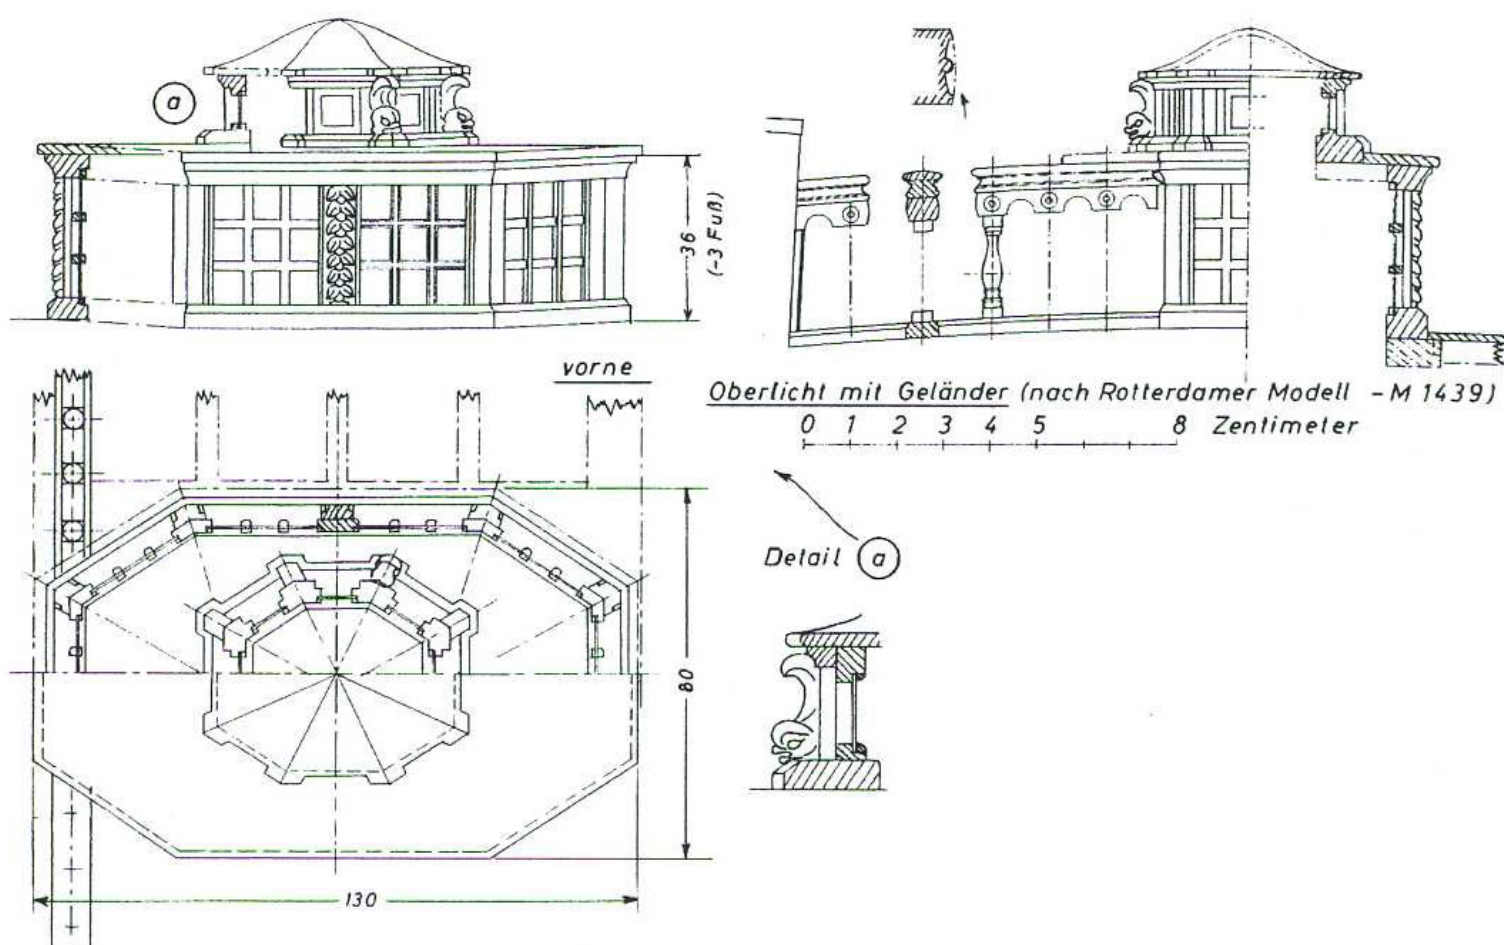 a
36
(-3 Fuß)
vorne
Oberlicht mit Geländer (nach Rotterdamer Modell - M 1439)
0 1 2 3 4 5 8 Zentimeter
Detail a
80
130